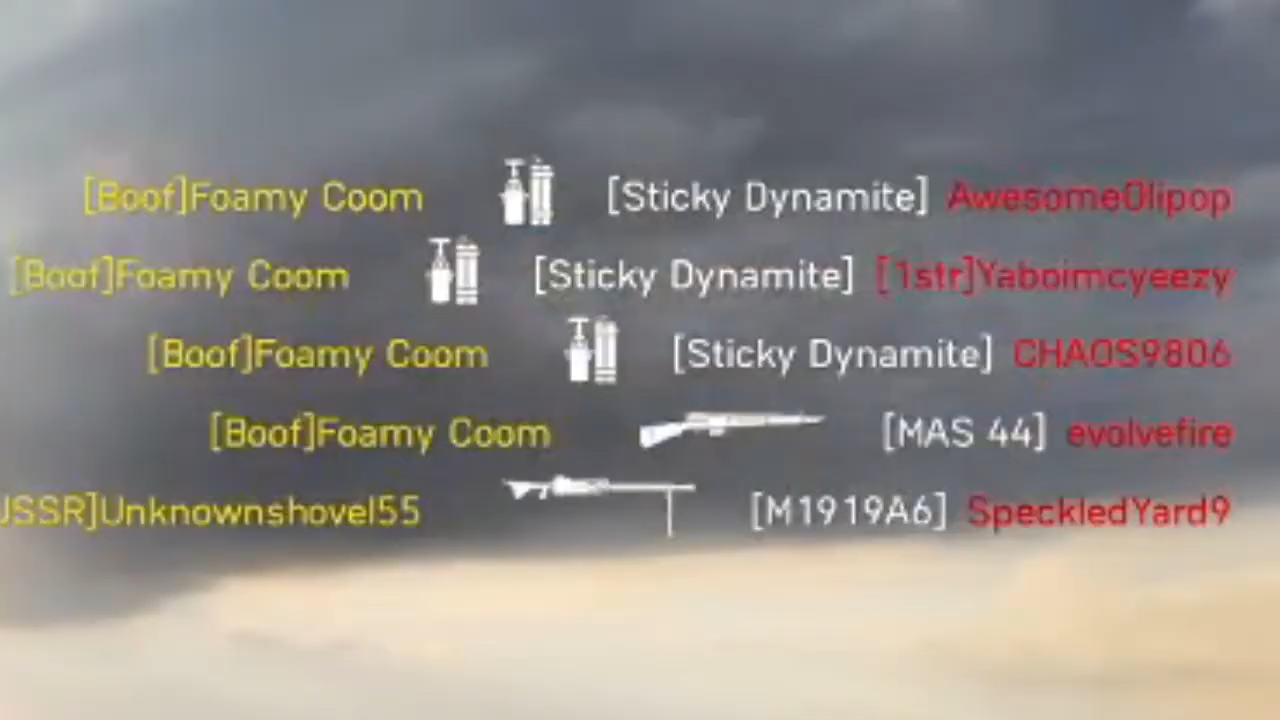 [Boof]Foamy Coom [Sticky Dynamite] AwesomeOlipop
[Boof]Foamy Coom [Sticky Dynamite] [1str]Yaboimcyeezy
[Boof]Foamy Coom [Sticky Dynamite] CHAOS9806
[Boof]Foamy Coom [MAS 44] evolvefire
JSSR]Unknownshovel55 [M1919A6] SpeckledYard9